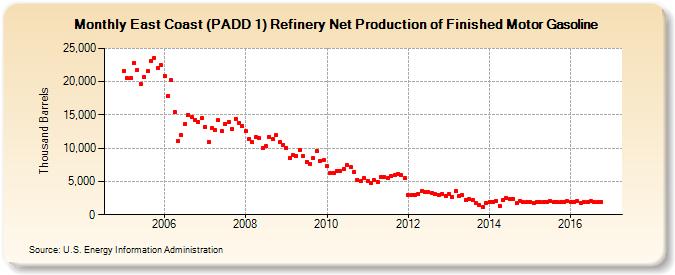 Monthly East Coast (PADD 1) Refinery Net Production of Finished Motor Gasoline
Thousand Barrels
25,000
20,000
15,000
10,000
5,000
0
2006 2008 2010 2012 2014 2016
Source: U.S. Energy Information Administration